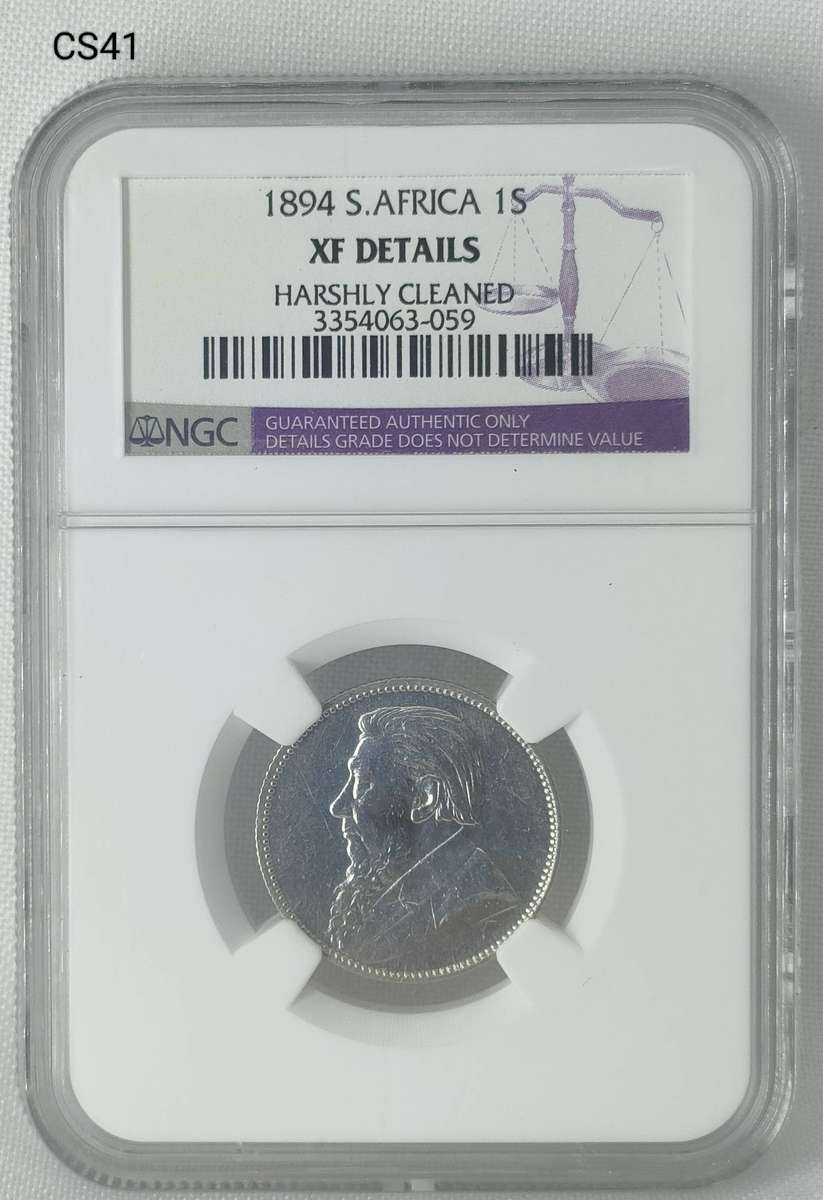 CS41
1894 S.AFRICA 1S
XF DETAILS
HARSHLY CLEANED
3354063-059
NGC
GUARANTEED AUTHENTIC ONLY
DETAILS GRADE DOES NOT DETERMINE VALUE